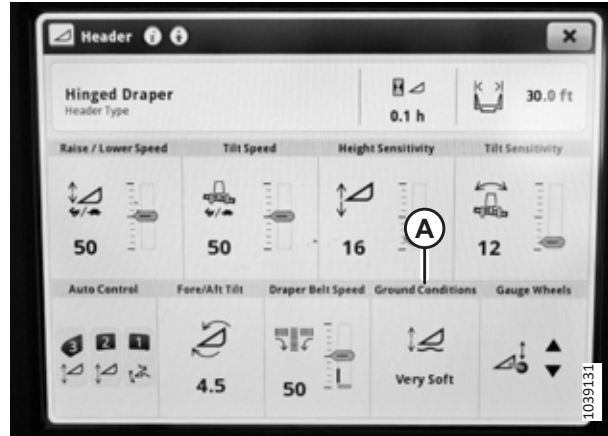 Header
Hinged Draper
Header Type
0.1 h
30.0 ft
Raise / Lower Speed
Tilt Speed
Height Sensitivity
Tilt Sensitivity
50
50
16
12
A
Auto Control
Fore/Aft Tilt
Draper Belt Speed
Ground Conditions
Gauge Wheels
3 2 1
4.5
50
Very Soft
1039131